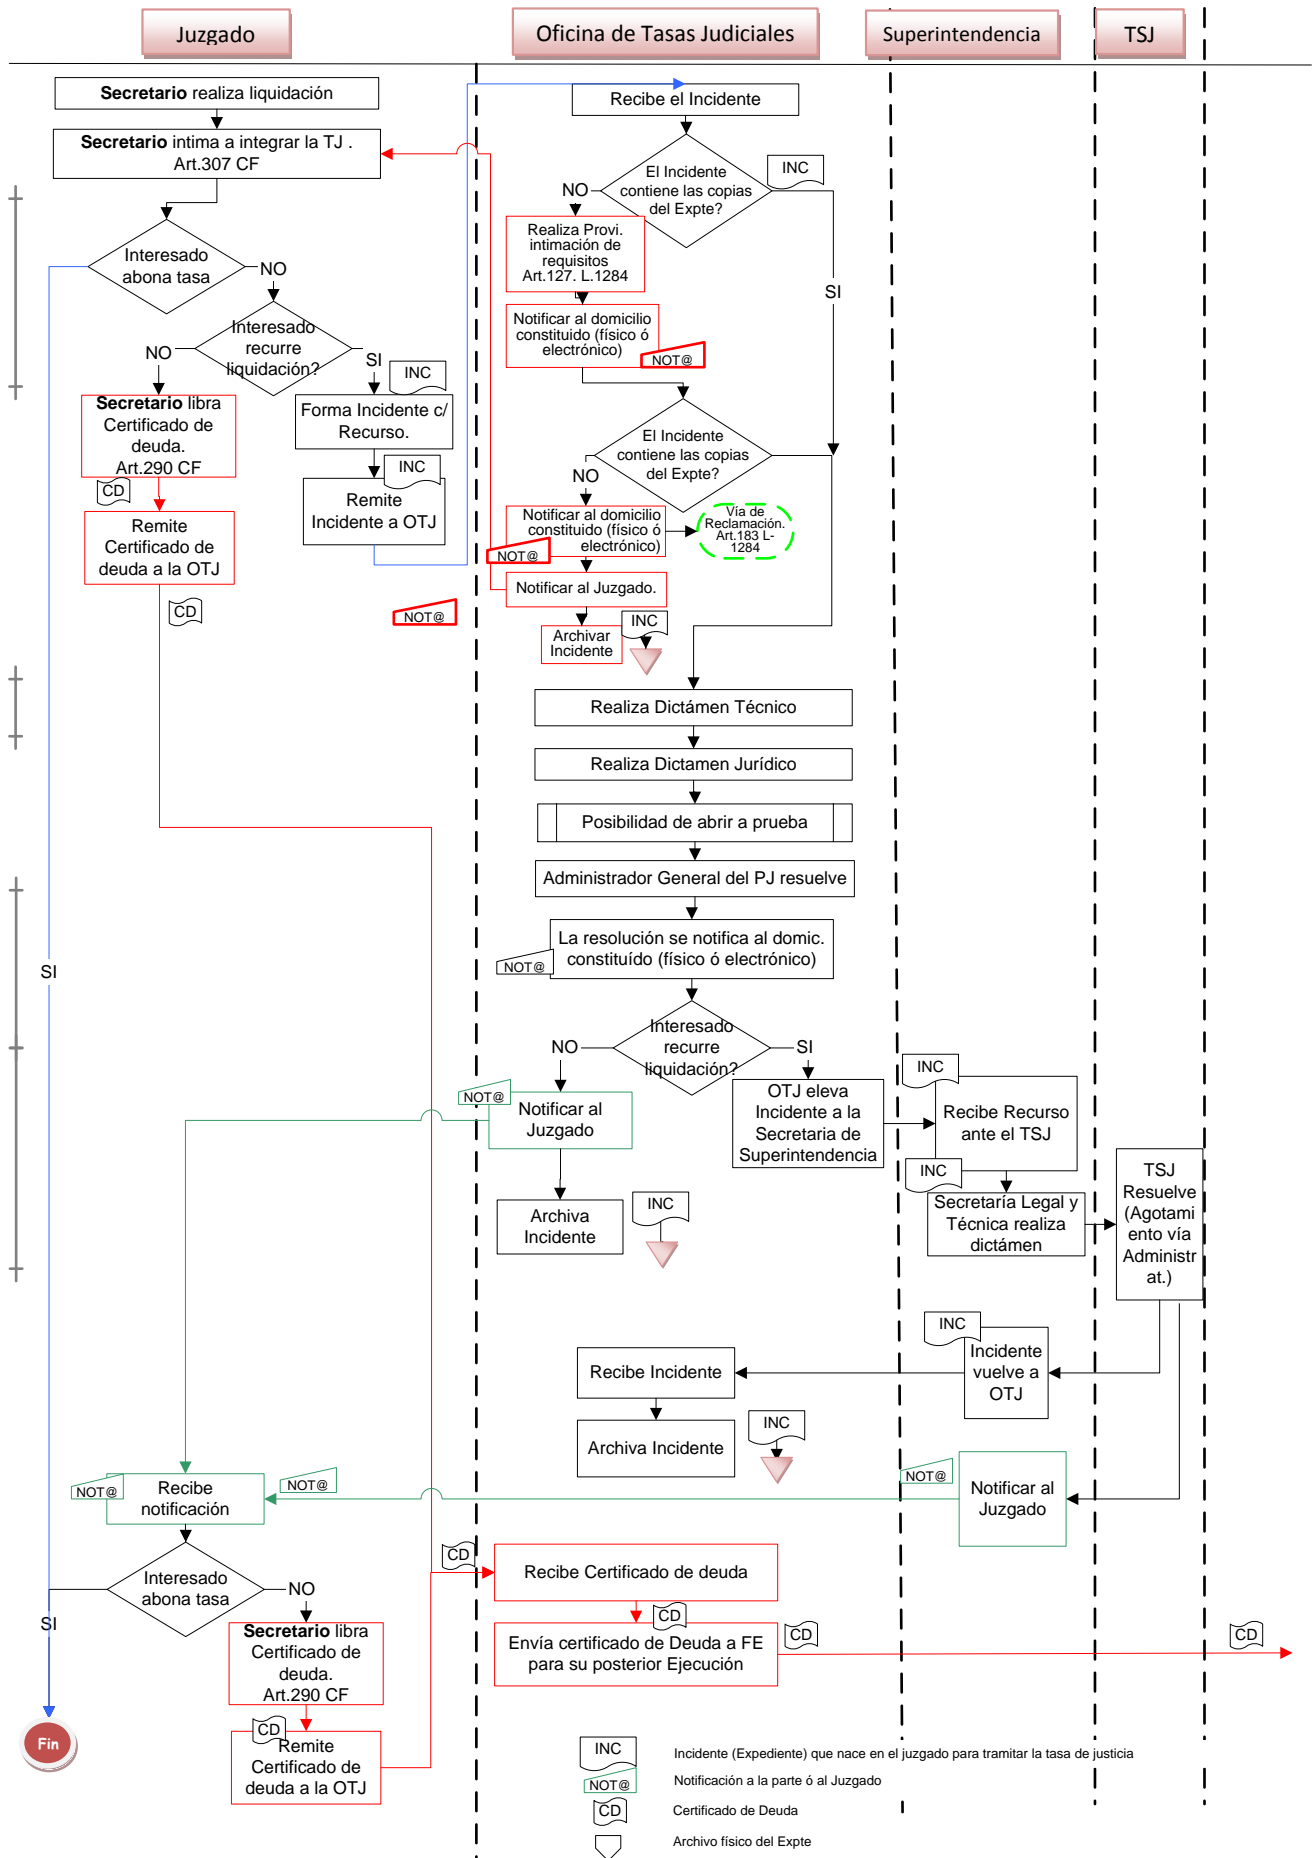 Juzgado
Oficina de Tasas Judiciales
Superintendencia
TSJ
Secretario realiza liquidación
Secretario intima a integrar la TJ .
Art.307 CF
Interesado
abona tasa
NO
Interesado
recurre
liquidación?
NO
SI
INC
Secretario libra
Certificado de
deuda.
Art.290 CF
CD
Remite
Certificado de
deuda a la OTJ
CD
Forma Incidente c/
Recurso.
INC
Remite
Incidente a OTJ
NOT@
SI
Recibe el Incidente
El Incidente
contiene las copias
del Expte?
INC
NO
SI
Realiza Provi.
intimación de
requisitos
Art.127. L.1284
Notificar al domicilio
constituido (físico ó
electrónico)
NOT@
El Incidente
contiene las copias
del Expte?
NO
Notificar al domicilio
constituido (físico ó
electrónico)
NOT@
Vía de
Reclamación.
Art.183 L-
1284
Notificar al Juzgado.
Archivar
Incidente
INC
Realiza Dictámen Técnico
Realiza Dictamen Jurídico
Posibilidad de abrir a prueba
Administrador General del PJ resuelve
La resolución se notifica al domic.
constituído (físico ó electrónico)
NOT@
Interesado
recurre
liquidación?
NO
SI
NOT@
Notificar al
Juzgado
Archiva
Incidente
INC
OTJ eleva
Incidente a la
Secretaria de
Superintendencia
INC
Recibe Recurso
ante el TSJ
INC
Secretaría Legal y
Técnica realiza
dictámen
TSJ
Resuelve
(Agotami
ento vía
Administr
at.)
INC
Incidente
vuelve a
OTJ
Recibe Incidente
Archiva Incidente
INC
NOT@
Notificar al
Juzgado
NOT@
NOT@
Recibe
notificación
Interesado
abona tasa
NO
SI
Secretario libra
Certificado de
deuda.
Art.290 CF
CD
Remite
Certificado de
deuda a la OTJ
Fin
CD
Recibe Certificado de deuda
CD
Envía certificado de Deuda a FE
para su posterior Ejecución
CD
CD
INC
Incidente (Expediente) que nace en el juzgado para tramitar la tasa de justicia
NOT@
Notificación a la parte ó al Juzgado
CD
Certificado de Deuda
Archivo físico del Expte